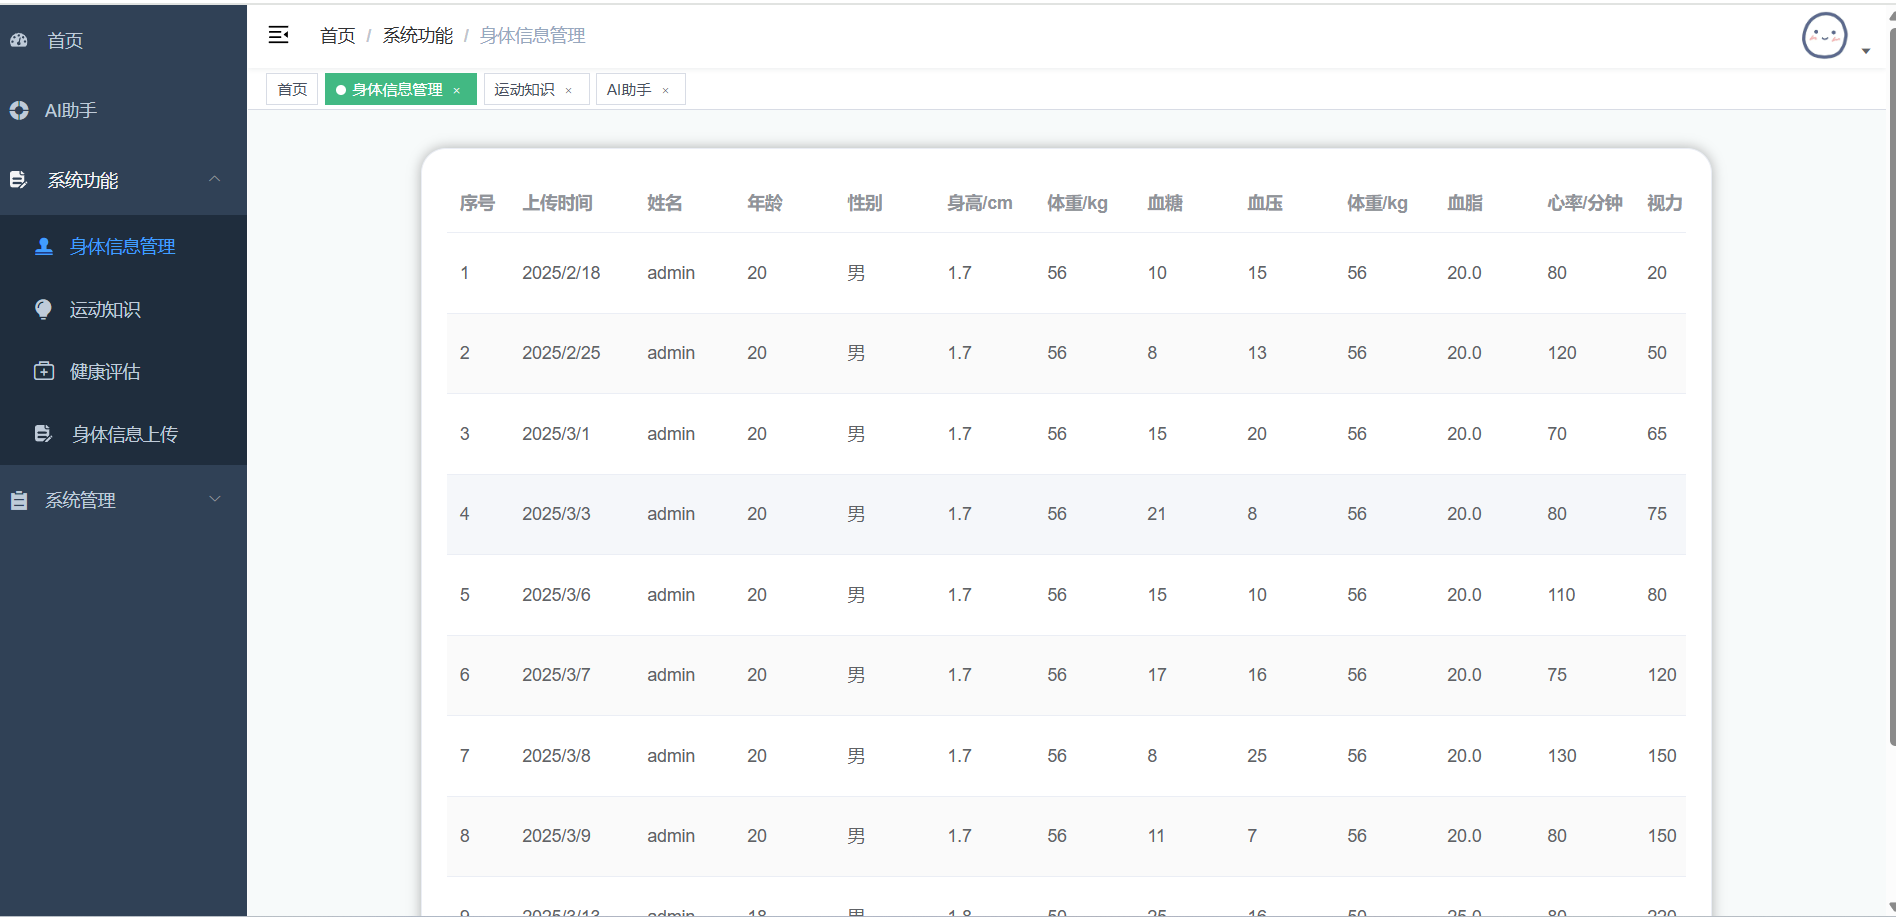 首页
AI助手
系统功能
身体信息管理
运动知识
健康评估
身体信息上传
系统管理
首页 / 系统功能 / 身体信息管理
首页 身体信息管理 × 运动知识 × AI助手 ×
序号 上传时间 姓名 年龄 性别 身高/cm 体重/kg 血糖 血压 体重/kg 血脂 心率/分钟 视力
1 2025/2/18 admin 20 男 1.7 56 10 15 56 20.0 80 20
2 2025/2/25 admin 20 男 1.7 56 8 13 56 20.0 120 50
3 2025/3/1 admin 20 男 1.7 56 15 20 56 20.0 70 65
4 2025/3/3 admin 20 男 1.7 56 21 8 56 20.0 80 75
5 2025/3/6 admin 20 男 1.7 56 15 10 56 20.0 110 80
6 2025/3/7 admin 20 男 1.7 56 17 16 56 20.0 75 120
7 2025/3/8 admin 20 男 1.7 56 8 25 56 20.0 130 150
8 2025/3/9 admin 20 男 1.7 56 11 7 56 20.0 80 150